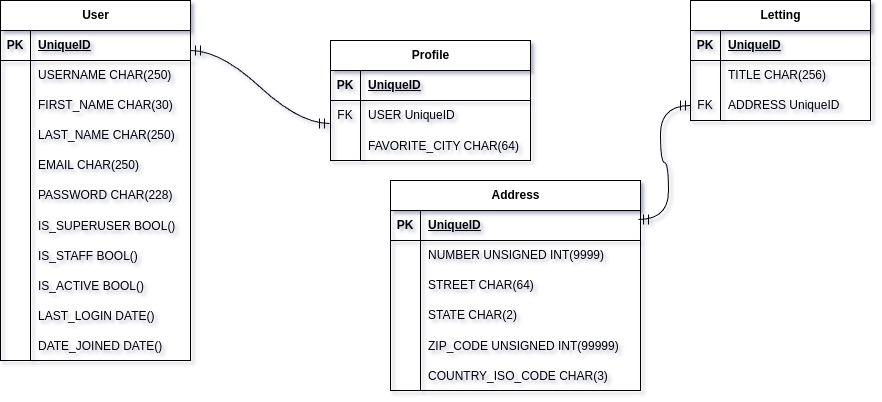 User
PK UniqueID
USERNAME CHAR(250)
FIRST_NAME CHAR(30)
LAST_NAME CHAR(250)
EMAIL CHAR(250)
PASSWORD CHAR(228)
IS_SUPERUSER BOOL()
IS_STAFF BOOL()
IS_ACTIVE BOOL()
LAST_LOGIN DATE()
DATE_JOINED DATE()
Profile
PK UniqueID
FK USER UniqueID
FAVORITE_CITY CHAR(64)
Letting
PK UniqueID
TITLE CHAR(256)
FK ADDRESS UniqueID
Address
PK UniqueID
NUMBER UNSIGNED INT(9999)
STREET CHAR(64)
STATE CHAR(2)
ZIP_CODE UNSIGNED INT(99999)
COUNTRY_ISO_CODE CHAR(3)